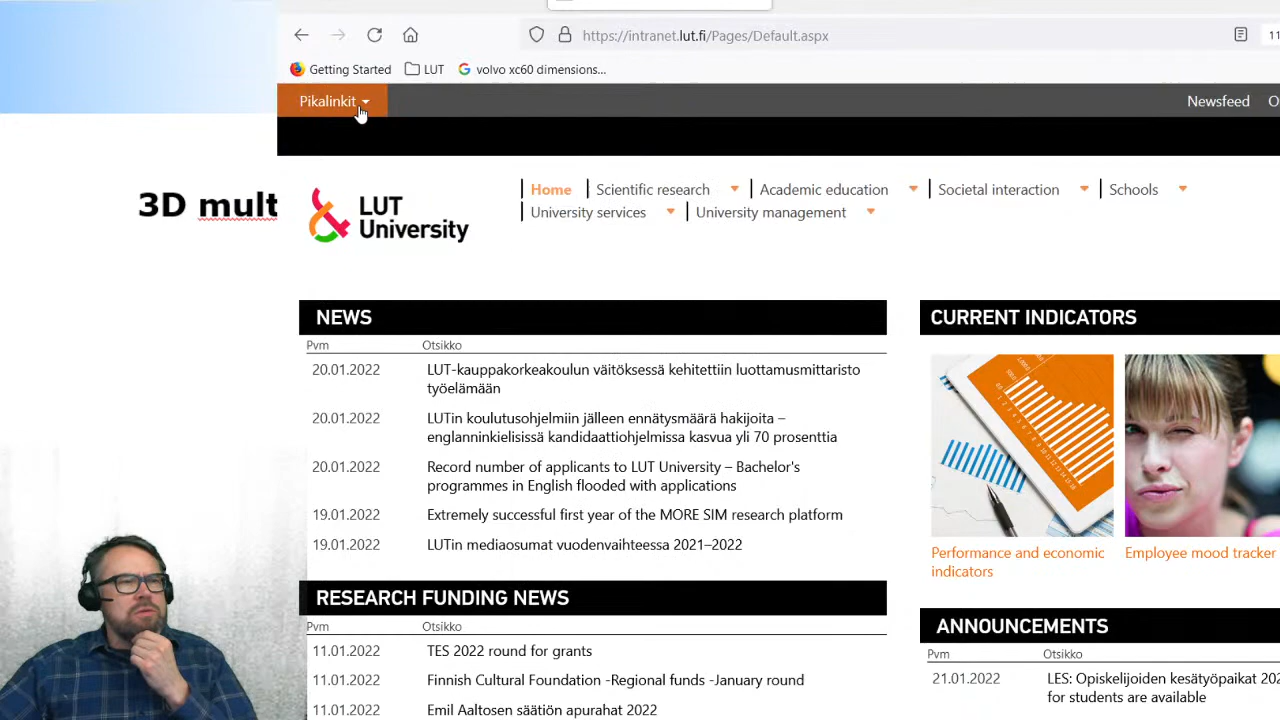 https://intranet.lut.fi/Pages/Default.aspx
Getting Started
LUT
volvo xc60 dimensions...
Pikalinkit
Newsfeed
3D mult
LUT
University
Home
Scientific research
Academic education
Societal interaction
Schools
University services
University management
NEWS
Pvm
Otsikko
20.01.2022
LUT-kauppakorkeakoulun väitöksessä kehitettiin luottamusmittaristo
työelämään
20.01.2022
LUTin koulutusohjelmiin jälleen ennätysmäärä hakijoita –
englanninkielisissä kandidaattiohjelmissa kasvua yli 70 prosenttia
20.01.2022
Record number of applicants to LUT University – Bachelor's
programmes in English flooded with applications
19.01.2022
Extremely successful first year of the MORE SIM research platform
19.01.2022
LUTin mediaosumat vuodenvaihteessa 2021–2022
RESEARCH FUNDING NEWS
Pvm
Otsikko
11.01.2022
TES 2022 round for grants
11.01.2022
Finnish Cultural Foundation -Regional funds -January round
11.01.2022
Emil Aaltosen säätiön apurahat 2022
CURRENT INDICATORS
Performance and economic
indicators
Employee mood tracker
ANNOUNCEMENTS
Pvm
Otsikko
21.01.2022
LES: Opiskelijoiden kesätyöpaikat 202
for students are available